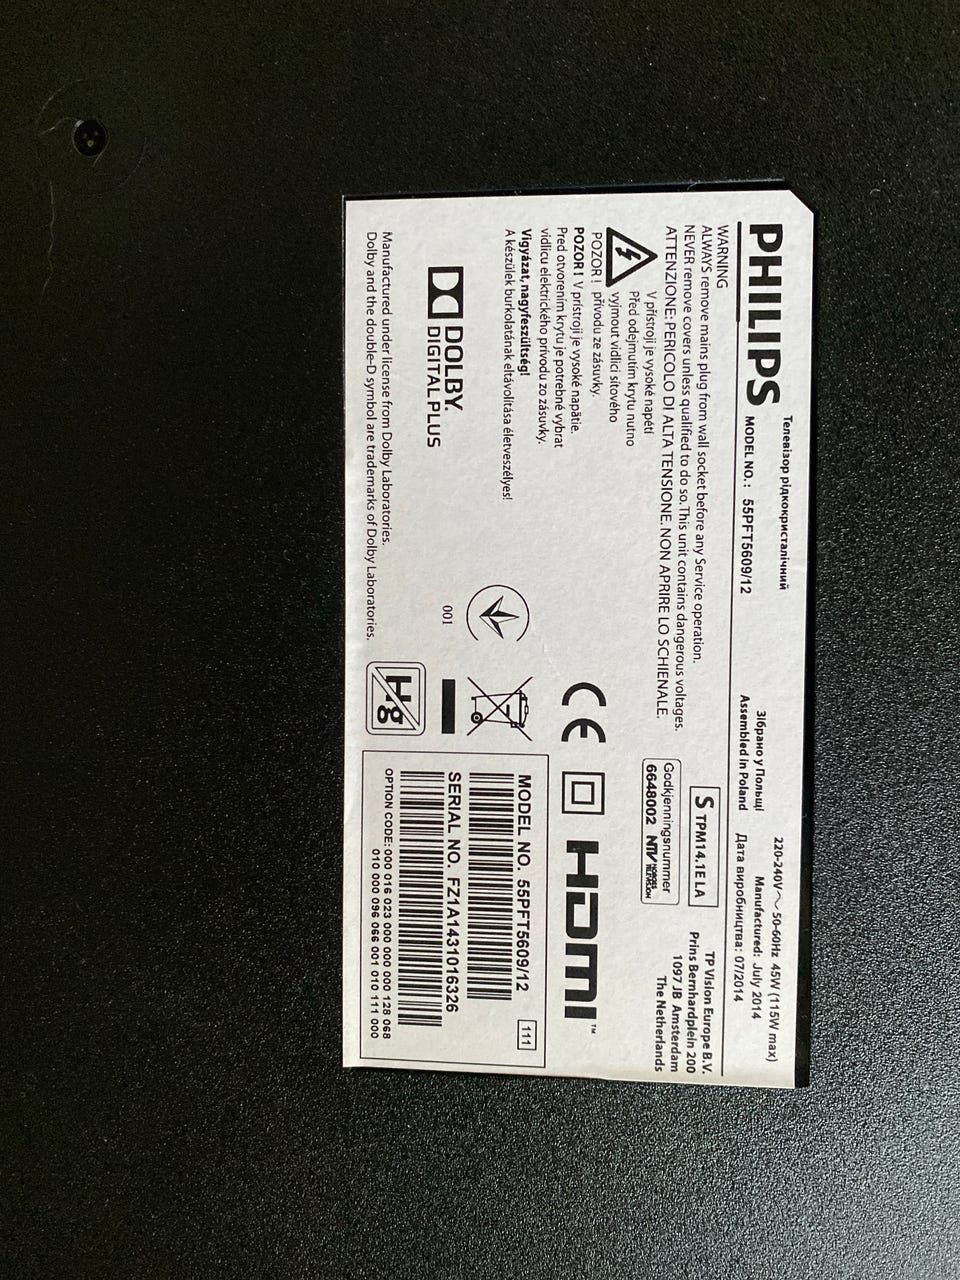 Телевізор рідкокристалічний
PHILIPS MODEL NO.: 55PFT5609/12
Зібрано у Польщі
Assembled in Poland
220-240V~ 50-60Hz 45W (115W max)
Manufactured: July 2014
Дата виробництва: 07/2014
WARNING
ALWAYS remove mains plug from wall socket before any Service operation.
NEVER remove covers unless qualified to do so. This unit contains dangerous voltages.
ATTENZIONE: PERICOLO DI ALTA TENSIONE. NON APRIRE LO SCHIENALE.
V přístroji je vysoké napětí
Před odejmutím krytu nutno
vyjmout vidlici síťového
POZOR! přívodu ze zásuvky.
POZOR! V prístroji je vysoké napätie.
Pred otvorením krytu je potrebné vybrat
vidlicu elektrického prívodu zo zásuvky.
Vigyázat, nagyfeszültség!
A készülek burkolatának eltávolítása életveszélyes!
S TPM14.1E LA
TP Vision Europe B.V.
Prins Bernhardplein 200
1097 JB Amsterdam
The Netherlands
Godkjenningsnummer
6648002 NTV NORGES TELEVISJON
CE HDMI™
DOLBY.
DIGITAL PLUS
001
Manufactured under license from Dolby Laboratories.
Dolby and the double-D symbol are trademarks of Dolby Laboratories.
Hg
MODEL NO. 55PFT5609/12 111
SERIAL NO. FZ1A1431016326
OPTION CODE: 000 016 023 000 000 000 128 068
010 000 096 066 001 010 111 000